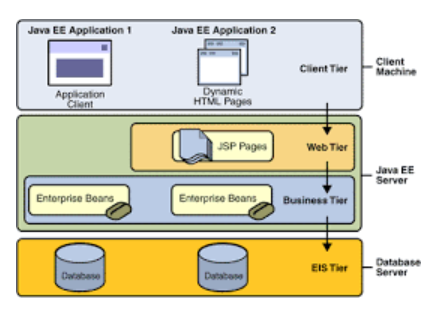 Java EE Application 1
Java EE Application 2
Application
Client
Dynamic
HTML Pages
Client Tier
Client
Machine
JSP Pages
Web Tier
Java EE
Server
Enterprise Beans
Enterprise Beans
Business Tier
Database
Database
EIS Tier
Database
Server